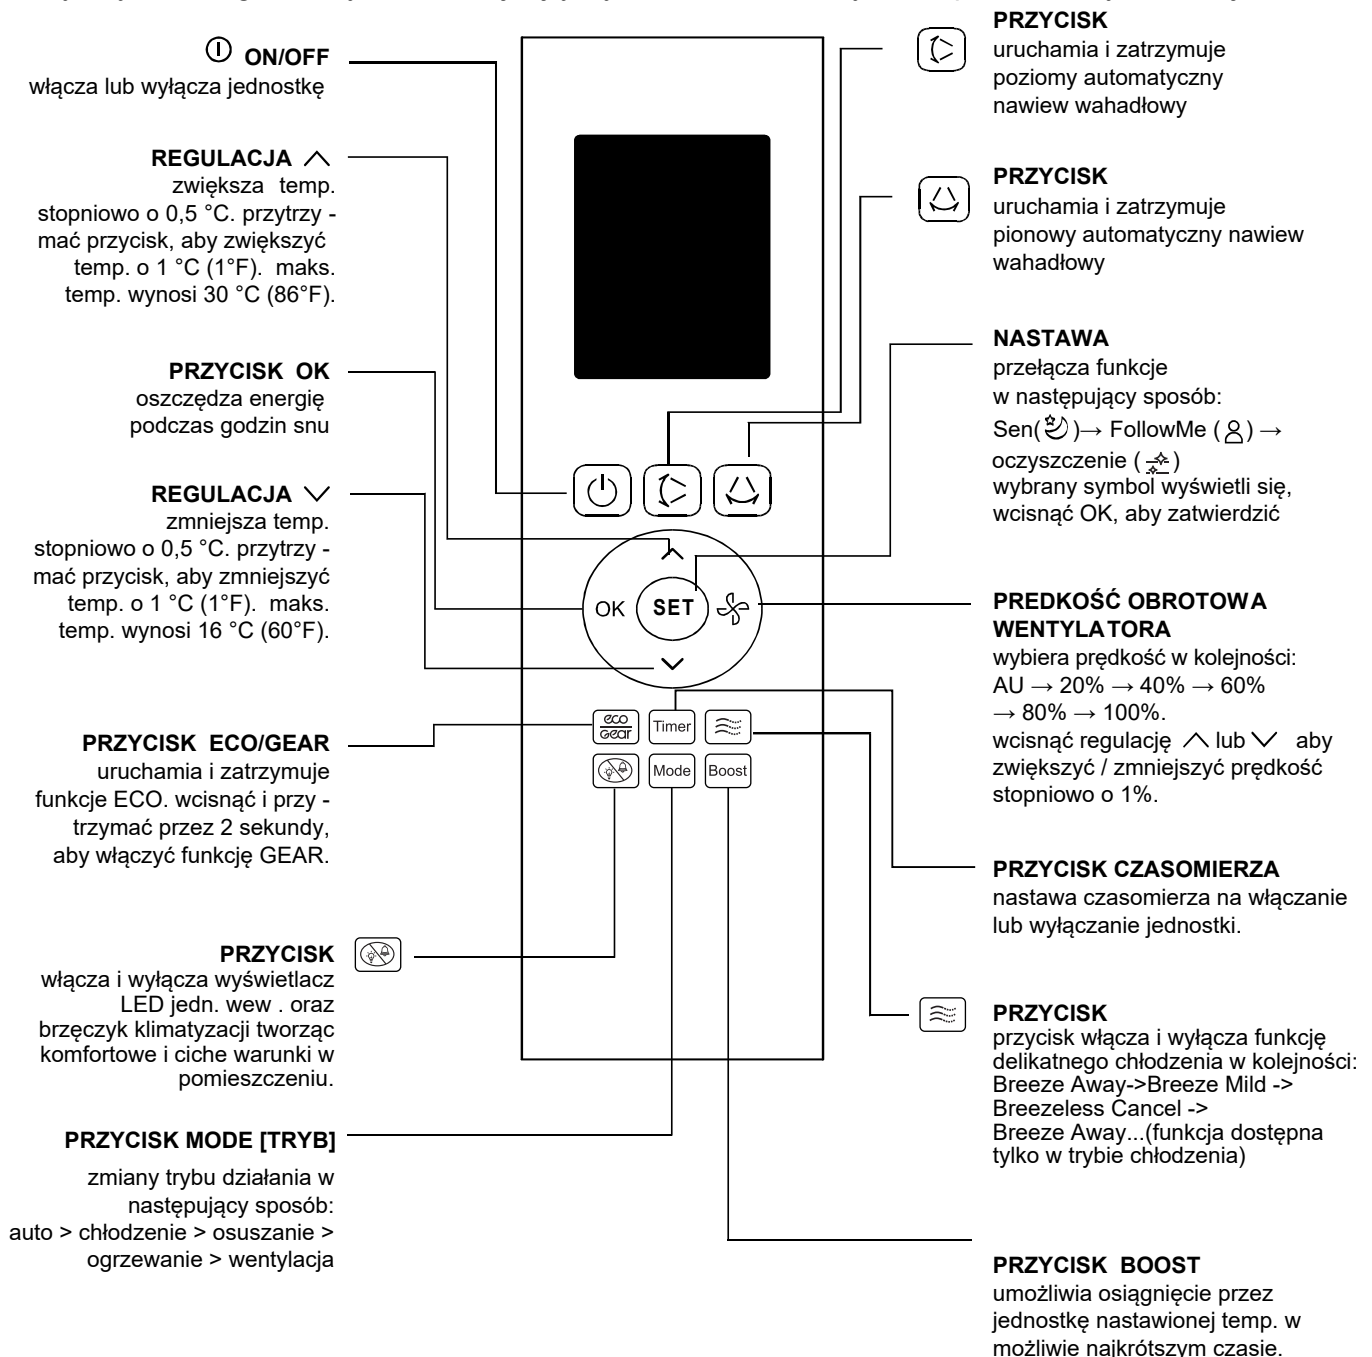 ON/OFF
włącza lub wyłącza jednostkę
REGULACJA
zwiększa temp.
stopniowo o 0,5 °C. przytrzy -
mać przycisk, aby zwiększyć
temp. o 1 °C (1°F). maks.
temp. wynosi 30 °C (86°F).
PRZYCISK OK
oszczędza energię
podczas godzin snu
REGULACJA
zmniejsza temp.
stopniowo o 0,5 °C. przytrzy -
mać przycisk, aby zmniejszyć
temp. o 1 °C (1°F). maks.
temp. wynosi 16 °C (60°F).
PRZYCISK ECO/GEAR
uruchamia i zatrzymuje
funkcje ECO. wcisnąć i przy -
trzymać przez 2 sekundy,
aby włączyć funkcję GEAR.
PRZYCISK
włącza i wyłącza wyświetlacz
LED jedn. wew . oraz
brzęczyk klimatyzacji tworząc
komfortowe i ciche warunki w
pomieszczeniu.
PRZYCISK MODE [TRYB]
zmiany trybu działania w
następujący sposób:
auto > chłodzenie > osuszanie >
ogrzewanie > wentylacja
OK
SET
eco
Gear
Timer
Mode
Boost
PRZYCISK
uruchamia i zatrzymuje
poziomy automatyczny
nawiew wahadłowy
PRZYCISK
uruchamia i zatrzymuje
pionowy automatyczny nawiew
wahadłowy
NASTAWA
przełącza funkcje
w następujący sposób:
Sen( )→ FollowMe ( ) →
oczyszczenie ( )
wybrany symbol wyświetli się,
wcisnąć OK, aby zatwierdzić
PREDKOŚĆ OBROTOWA
WENTYLATORA
wybiera prędkość w kolejności:
AU → 20% → 40% → 60%
→ 80% → 100%.
wcisnąć regulację lub aby
zwiększyć / zmniejszyć prędkość
stopniowo o 1%.
PRZYCISK CZASOMIERZA
nastawa czasomierza na włączanie
lub wyłączanie jednostki.
PRZYCISK
przycisk włącza i wyłącza funkcję
delikatnego chłodzenia w kolejności:
Breeze Away->Breeze Mild ->
Breezeless Cancel ->
Breeze Away...(funkcja dostępna
tylko w trybie chłodzenia)
PRZYCISK BOOST
umożliwia osiągnięcie przez
jednostkę nastawionej temp. w
możliwie najkrótszym czasie.